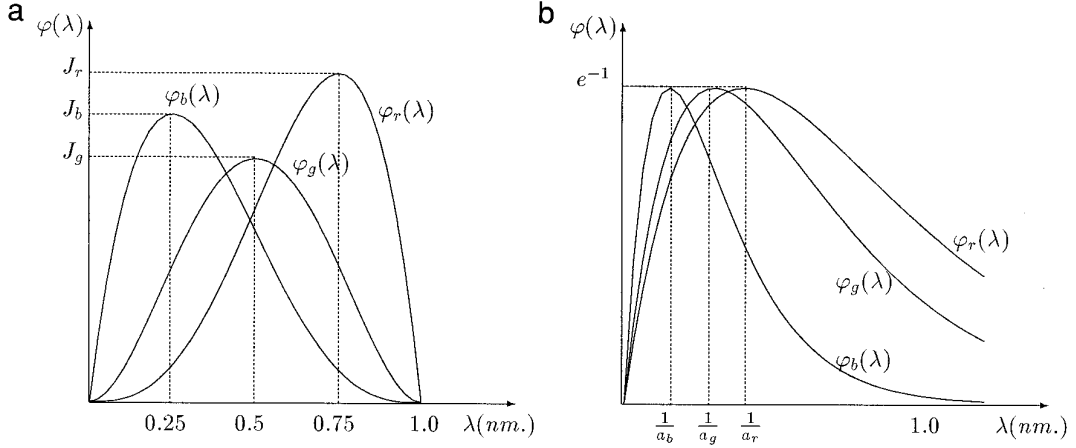 a
φ(λ)
J_r
J_b
J_g
φ_b(λ)
φ_r(λ)
φ_g(λ)
0.25 0.5 0.75 1.0 λ(nm.)
b
φ(λ)
e⁻¹
φ_r(λ)
φ_g(λ)
φ_b(λ)
1/a_b 1/a_g 1/a_r 1.0 λ(nm.)